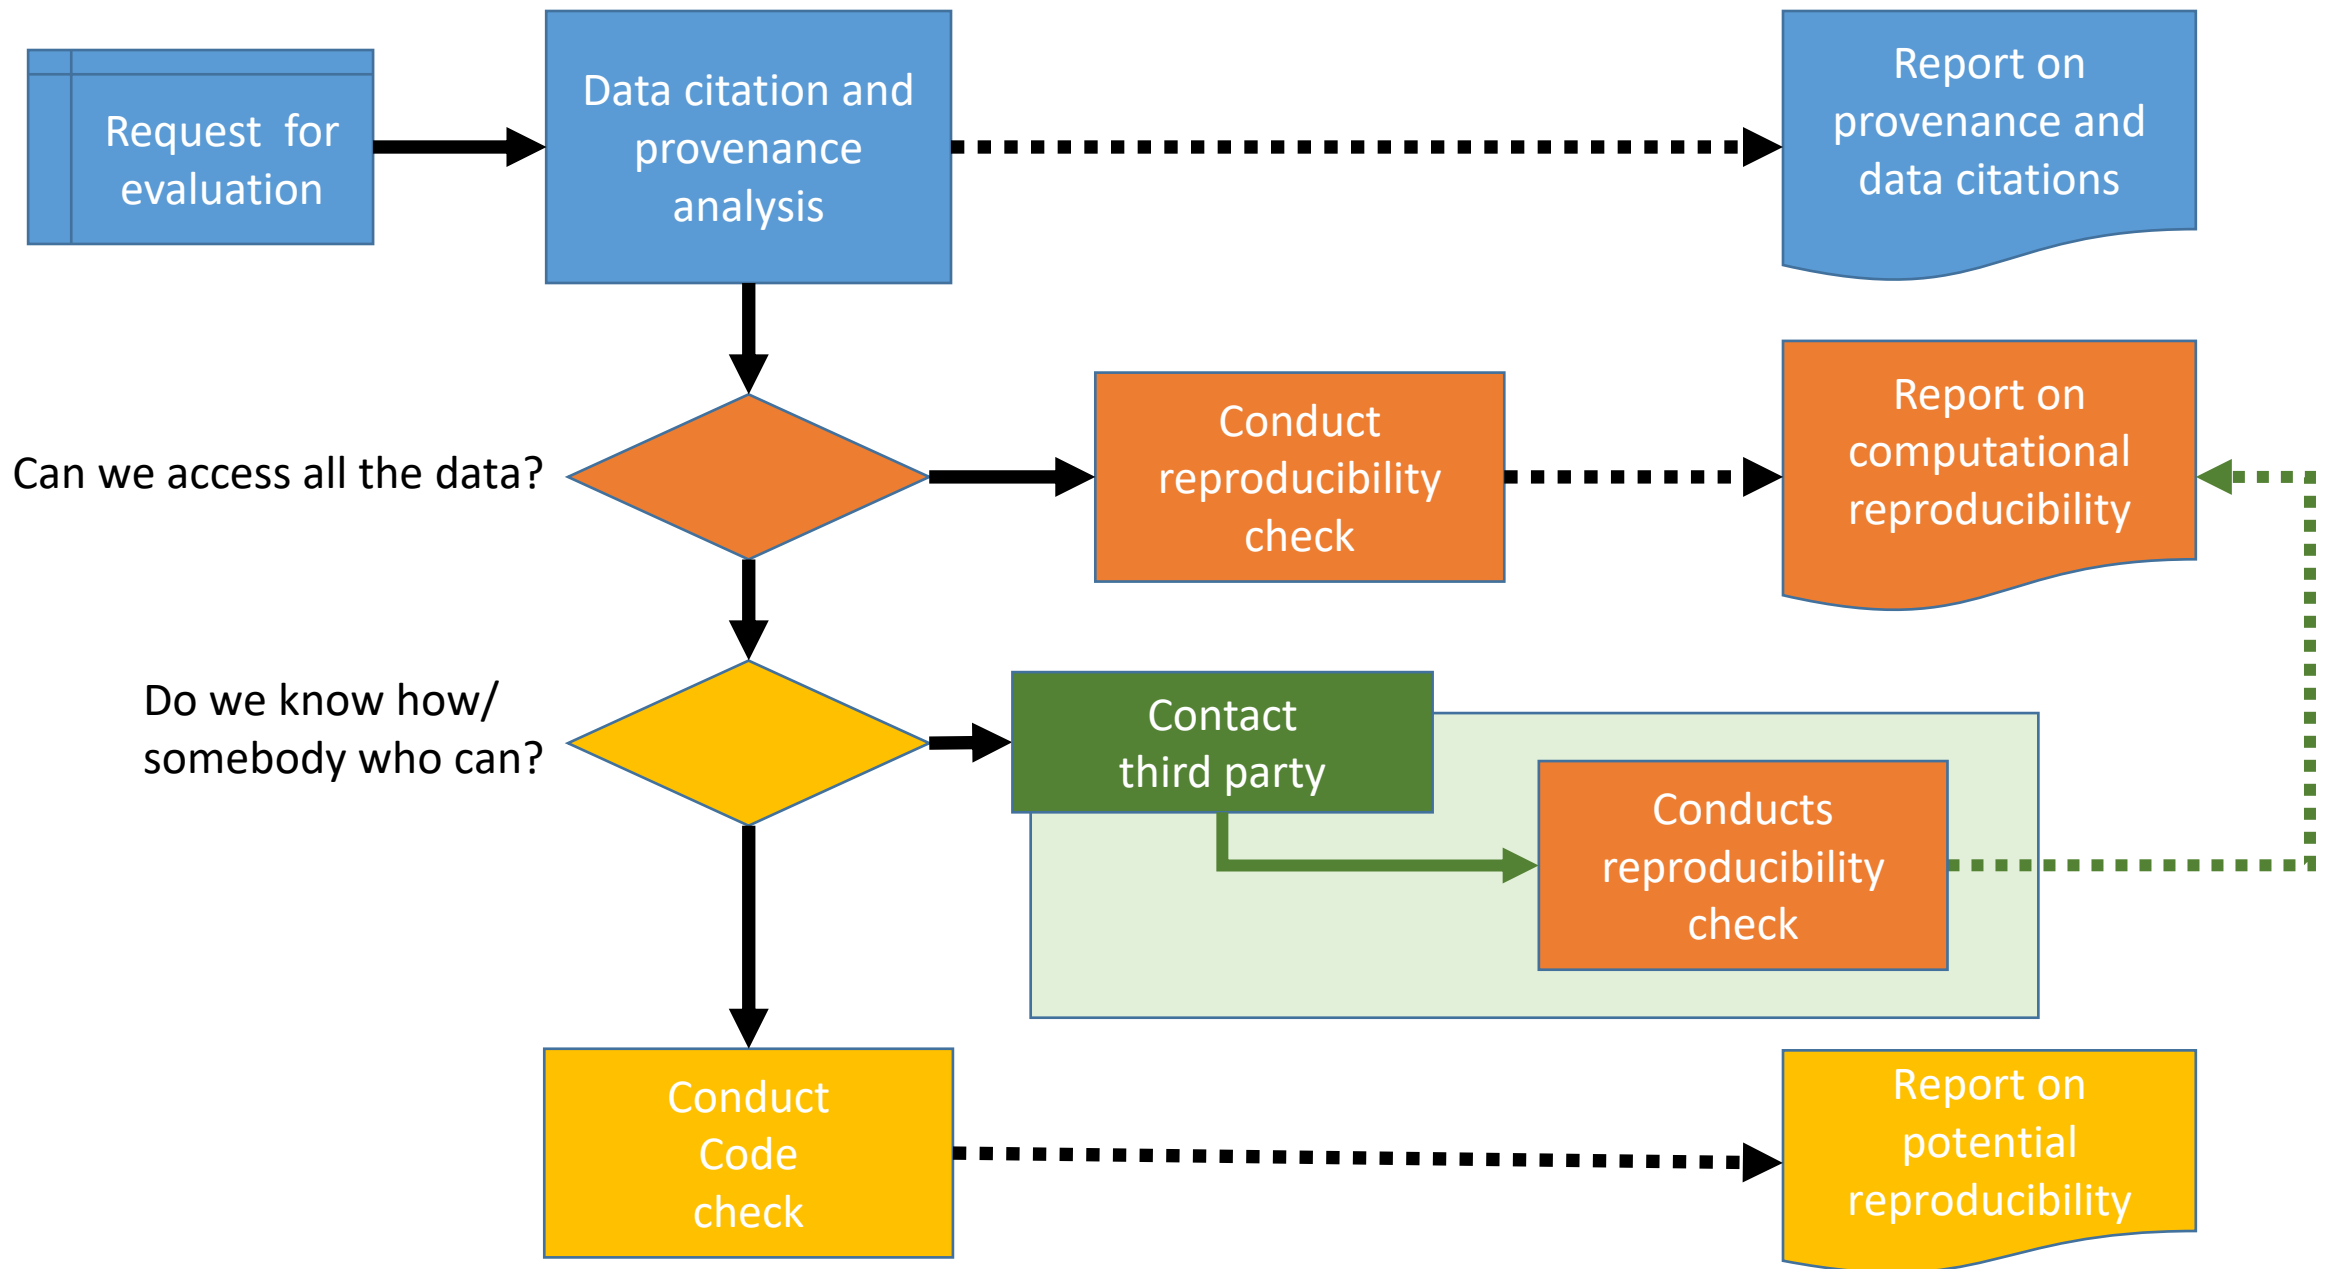 Request for
evaluation
Data citation and
provenance
analysis
Report on
provenance and
data citations
Can we access all the data?
Conduct
reproducibility
check
Report on
computational
reproducibility
Do we know how/
somebody who can?
Contact
third party
Conducts
reproducibility
check
Conduct
Code
check
Report on
potential
reproducibility